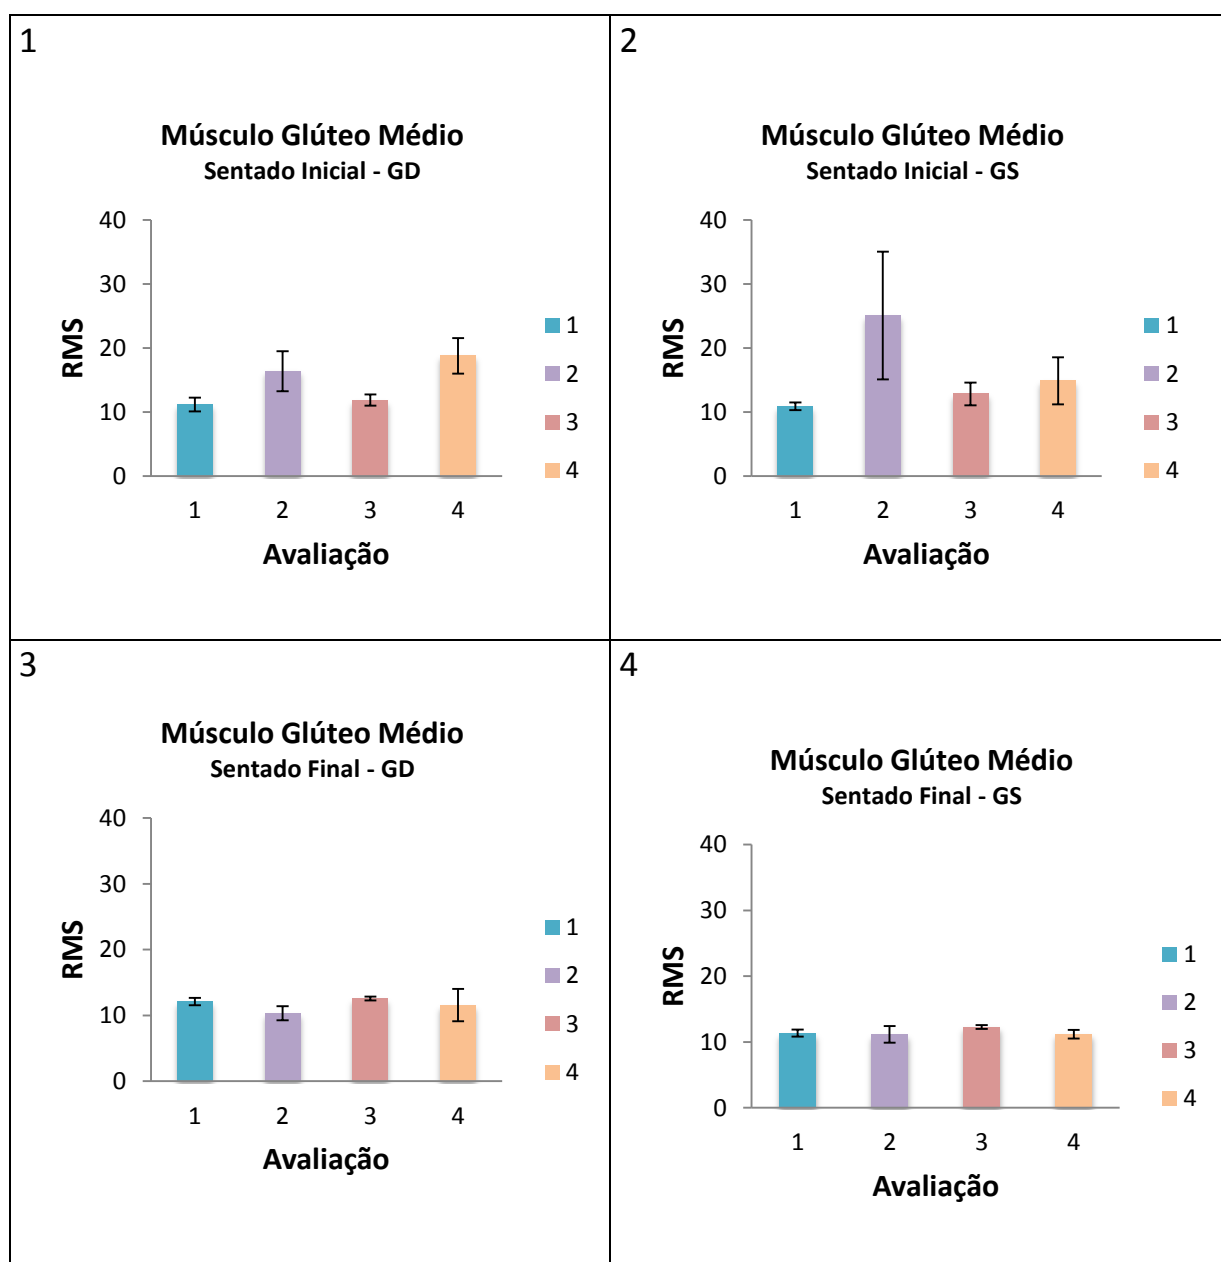 1
Músculo Glúteo Médio
Sentado Inicial - GD
40
30
20
10
0
RMS
1 2 3 4
Avaliação
1
2
3
4
2
Músculo Glúteo Médio
Sentado Inicial - GS
40
30
20
10
0
RMS
1 2 3 4
Avaliação
1
2
3
4
3
Músculo Glúteo Médio
Sentado Final - GD
40
30
20
10
0
RMS
1 2 3 4
Avaliação
1
2
3
4
4
Músculo Glúteo Médio
Sentado Final - GS
40
30
20
10
0
RMS
1 2 3 4
Avaliação
1
2
3
4